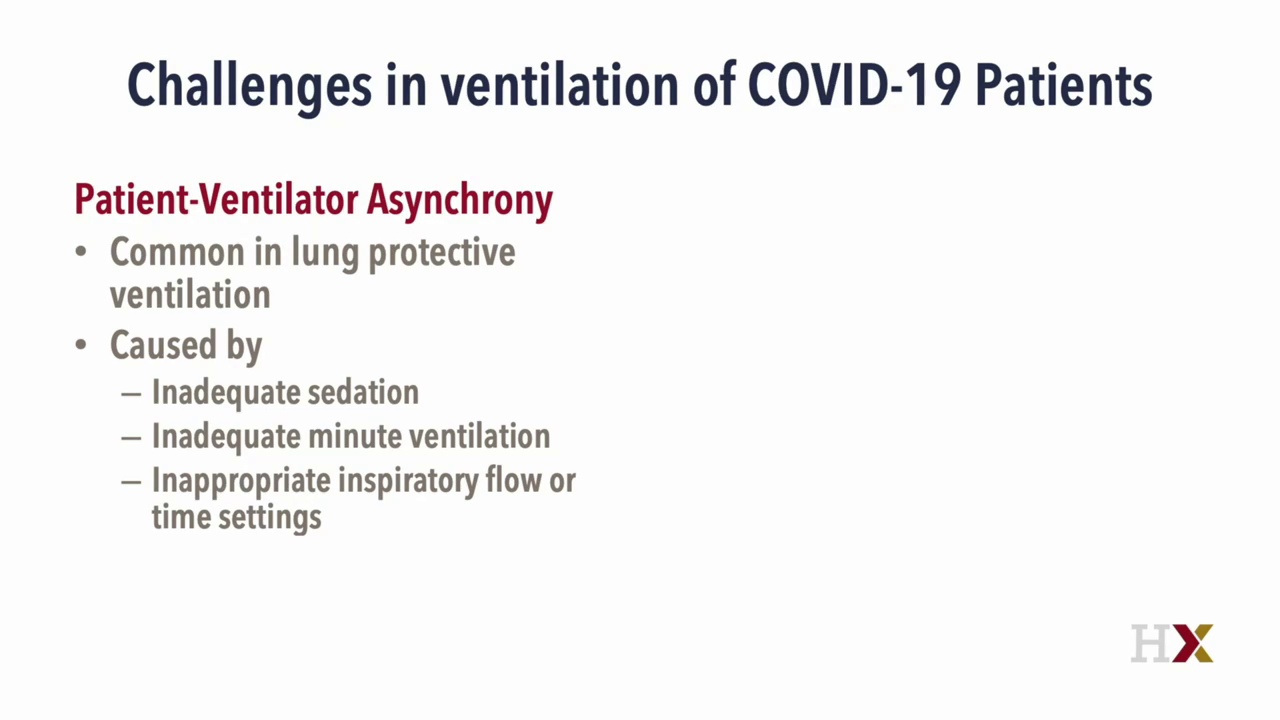 Challenges in ventilation of COVID-19 Patients
Patient-Ventilator Asynchrony
• Common in lung protective
ventilation
• Caused by
– Inadequate sedation
– Inadequate minute ventilation
– Inappropriate inspiratory flow or
time settings
HX